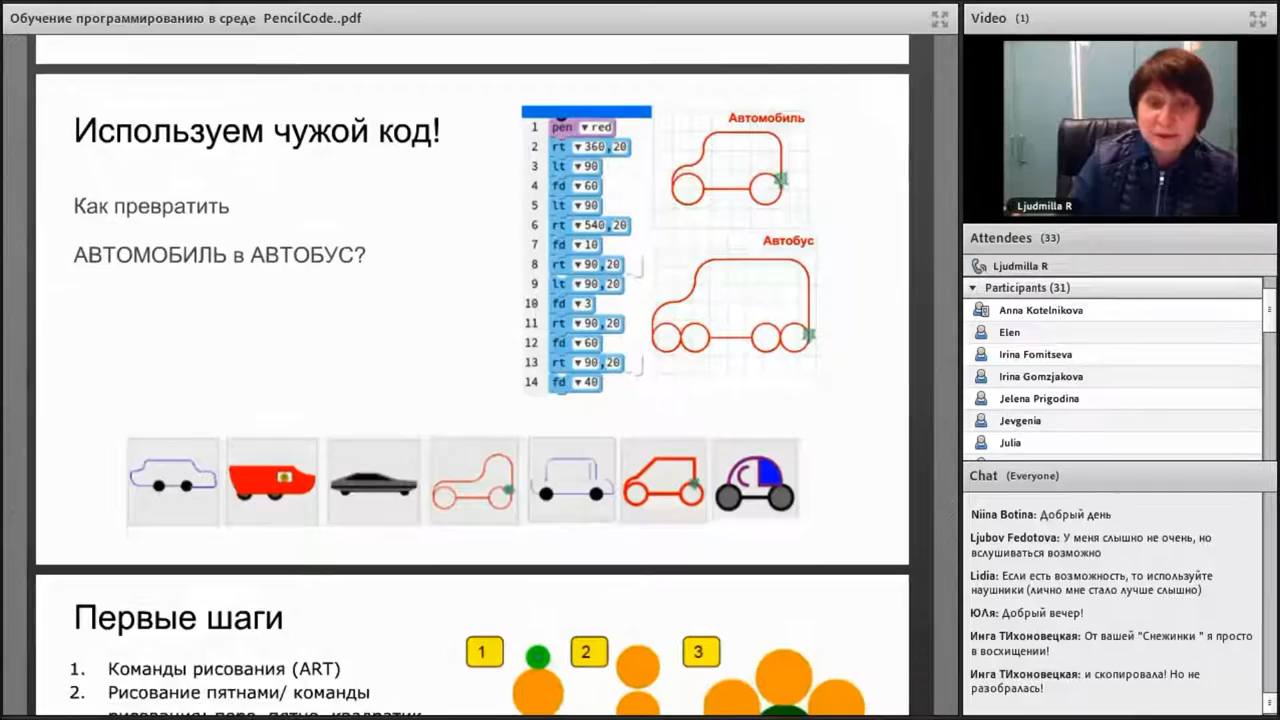 Обучение программированию в среде PencilCode..pdf
Используем чужой код!
Как превратить
АВТОМОБИЛЬ в АВТОБУС?
1 pen ▼ red
2 rt ▼ 360,20
3 lt ▼ 90
4 fd ▼ 60
5 lt ▼ 90
6 rt ▼ 540,20
7 fd ▼ 10
8 rt ▼ 90,20
9 lt ▼ 90,20
10 fd ▼ 3
11 rt ▼ 90,20
12 fd ▼ 60
13 rt ▼ 90,20
14 fd ▼ 40
Автомобиль
Автобус
Первые шаги
1. Команды рисования (ART)
2. Рисование пятнами/ команды
1 2 3
Video (1)
Ljudmilla R
Attendees (33)
Ljudmilla R
Participants (31)
Anna Kotelnikova
Elen
Irina Fomitseva
Irina Gomzjakova
Jelena Prigodina
Jevgenia
Julia
Chat (Everyone)
Niina Botina: Добрый день
Ljubov Fedotova: У меня слышно не очень, но
вслушиваться возможно
Lidia: Если есть возможность, то используйте
наушники (лично мне стало лучше слышно)
ЮЛя: Добрый вечер!
Инга ТИхоновецкая: От вашей "Снежинки " я просто
в восхищении!
Инга ТИхоновецкая: и скопировала! Но не
разобралась!